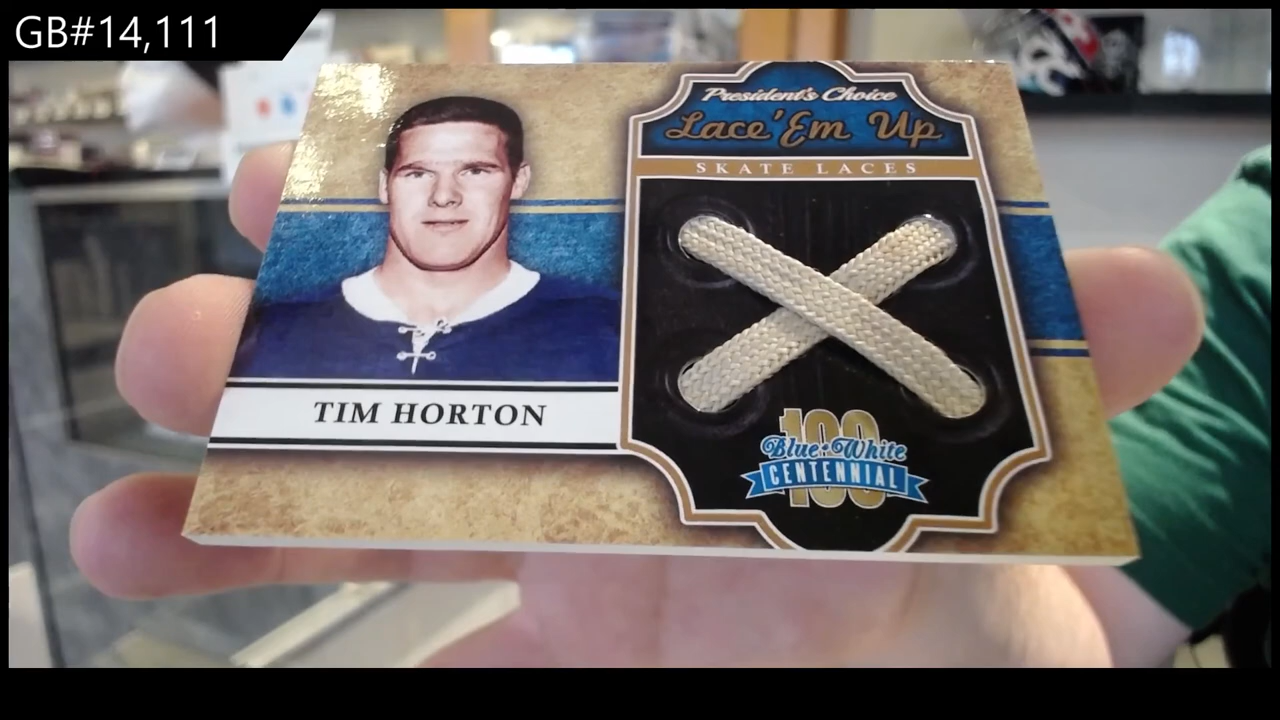 GB#14,111
President's Choice
Lace 'Em Up
SKATE LACES
TIM HORTON
100
Blue & White
CENTENNIAL